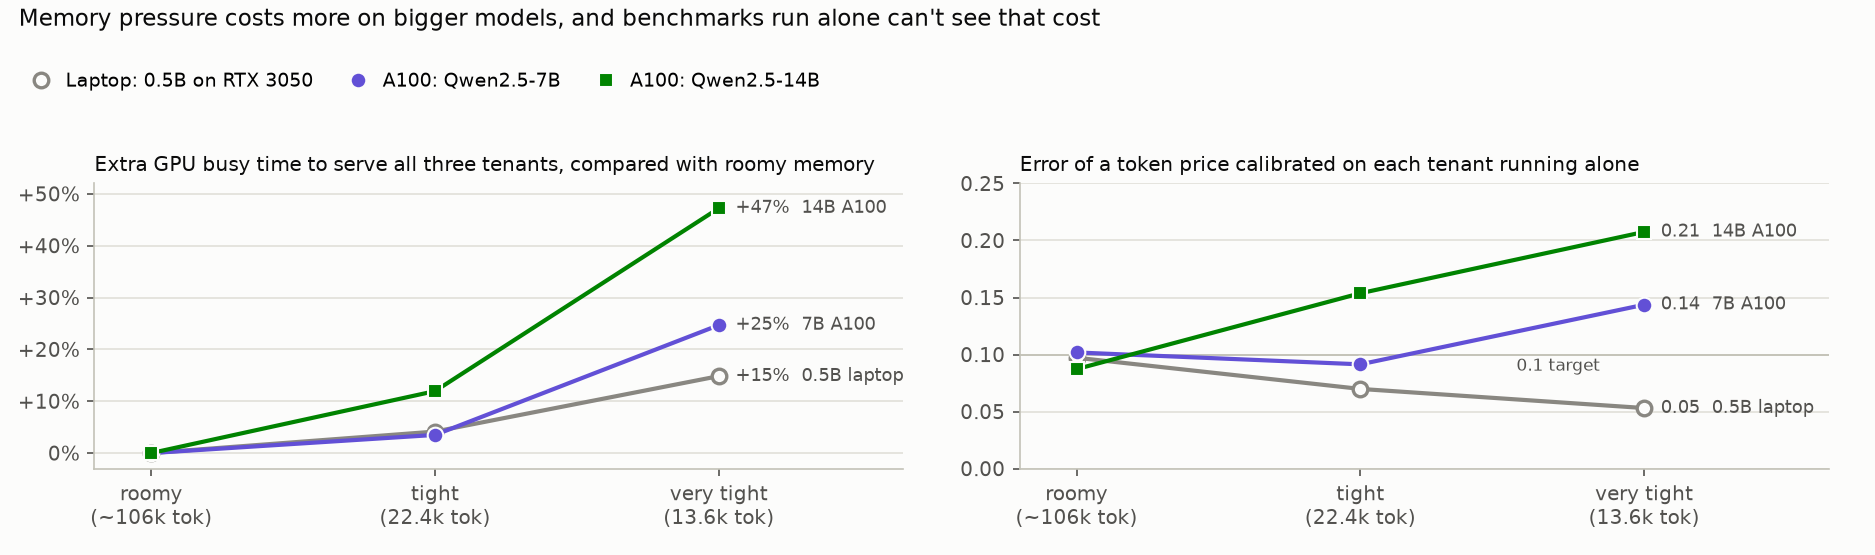 Memory pressure costs more on bigger models, and benchmarks run alone can't see that cost
Laptop: 0.5B on RTX 3050
A100: Qwen2.5-7B
A100: Qwen2.5-14B
Extra GPU busy time to serve all three tenants, compared with roomy memory
+50%
+40%
+30%
+20%
+10%
0%
+47% 14B A100
+25% 7B A100
+15% 0.5B laptop
roomy
(~106k tok)
tight
(22.4k tok)
very tight
(13.6k tok)
Error of a token price calibrated on each tenant running alone
0.25
0.20
0.15
0.10
0.05
0.00
0.21 14B A100
0.14 7B A100
0.1 target
0.05 0.5B laptop
roomy
(~106k tok)
tight
(22.4k tok)
very tight
(13.6k tok)